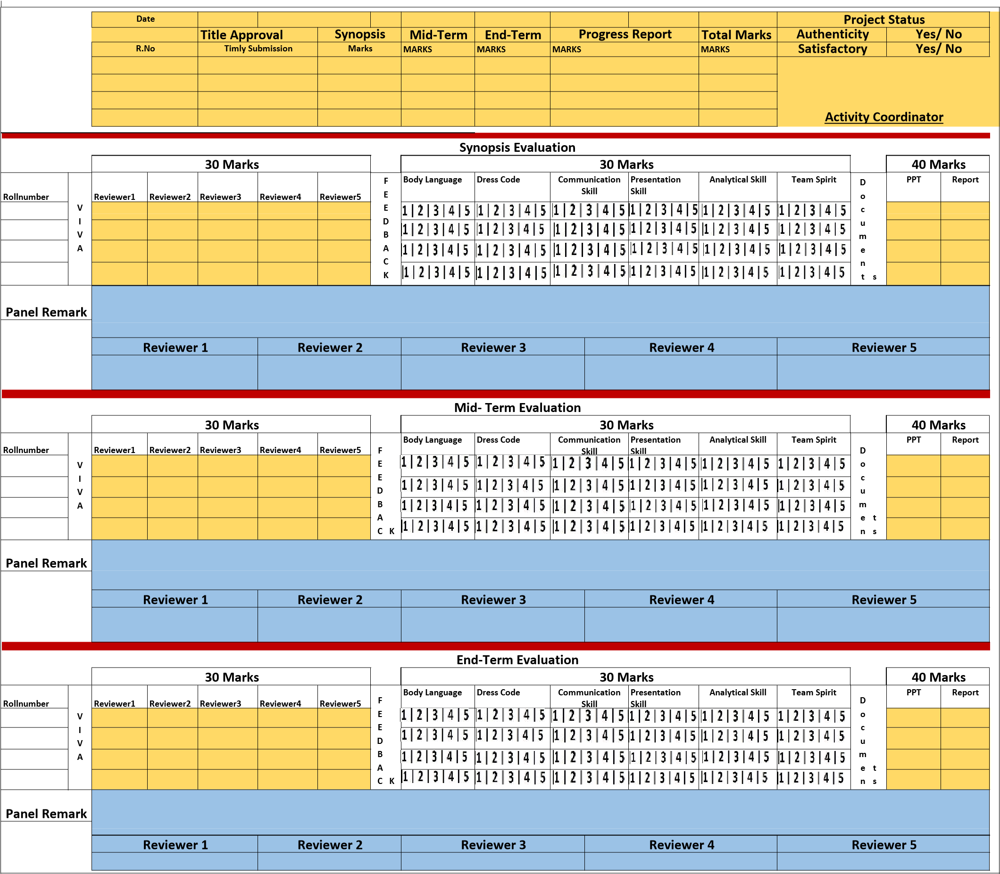 Date Project Status
Title Approval Synopsis Mid-Term End-Term Progress Report Total Marks Authenticity Yes/ No
R.No Timly Submission Marks MARKS MARKS MARKS MARKS Satisfactory Yes/ No
Activity Coordinator
Synopsis Evaluation
30 Marks 30 Marks 40 Marks
Rollnumber VIVA Reviewer1 Reviewer2 Reviewer3 Reviewer4 Reviewer5 FEEDBACK Body Language Dress Code Communication Skill Presentation Skill Analytical Skill Team Spirit Documents PPT Report
1|2|3|4|5 1|2|3|4|5 1|2|3|4|5 1|2|3|4|5 1|2|3|4|5 1|2|3|4|5
1|2|3|4|5 1|2|3|4|5 1|2|3|4|5 1|2|3|4|5 1|2|3|4|5 1|2|3|4|5
1|2|3|4|5 1|2|3|4|5 1|2|3|4|5 1|2|3|4|5 1|2|3|4|5 1|2|3|4|5
1|2|3|4|5 1|2|3|4|5 1|2|3|4|5 1|2|3|4|5 1|2|3|4|5 1|2|3|4|5
Panel Remark
Reviewer 1 Reviewer 2 Reviewer 3 Reviewer 4 Reviewer 5
Mid- Term Evaluation
30 Marks 30 Marks 40 Marks
Rollnumber VIVA Reviewer1 Reviewer2 Reviewer3 Reviewer4 Reviewer5 FEEDBACK Body Language Dress Code Communication Skill Presentation Skill Analytical Skill Team Spirit Documents PPT Report
1|2|3|4|5 1|2|3|4|5 1|2|3|4|5 1|2|3|4|5 1|2|3|4|5 1|2|3|4|5
1|2|3|4|5 1|2|3|4|5 1|2|3|4|5 1|2|3|4|5 1|2|3|4|5 1|2|3|4|5
1|2|3|4|5 1|2|3|4|5 1|2|3|4|5 1|2|3|4|5 1|2|3|4|5 1|2|3|4|5
1|2|3|4|5 1|2|3|4|5 1|2|3|4|5 1|2|3|4|5 1|2|3|4|5 1|2|3|4|5
Panel Remark
Reviewer 1 Reviewer 2 Reviewer 3 Reviewer 4 Reviewer 5
End-Term Evaluation
30 Marks 30 Marks 40 Marks
Rollnumber VIVA Reviewer1 Reviewer2 Reviewer3 Reviewer4 Reviewer5 FEEDBACK Body Language Dress Code Communication Skill Presentation Skill Analytical Skill Team Spirit Documents PPT Report
1|2|3|4|5 1|2|3|4|5 1|2|3|4|5 1|2|3|4|5 1|2|3|4|5 1|2|3|4|5
1|2|3|4|5 1|2|3|4|5 1|2|3|4|5 1|2|3|4|5 1|2|3|4|5 1|2|3|4|5
1|2|3|4|5 1|2|3|4|5 1|2|3|4|5 1|2|3|4|5 1|2|3|4|5 1|2|3|4|5
1|2|3|4|5 1|2|3|4|5 1|2|3|4|5 1|2|3|4|5 1|2|3|4|5 1|2|3|4|5
Panel Remark
Reviewer 1 Reviewer 2 Reviewer 3 Reviewer 4 Reviewer 5